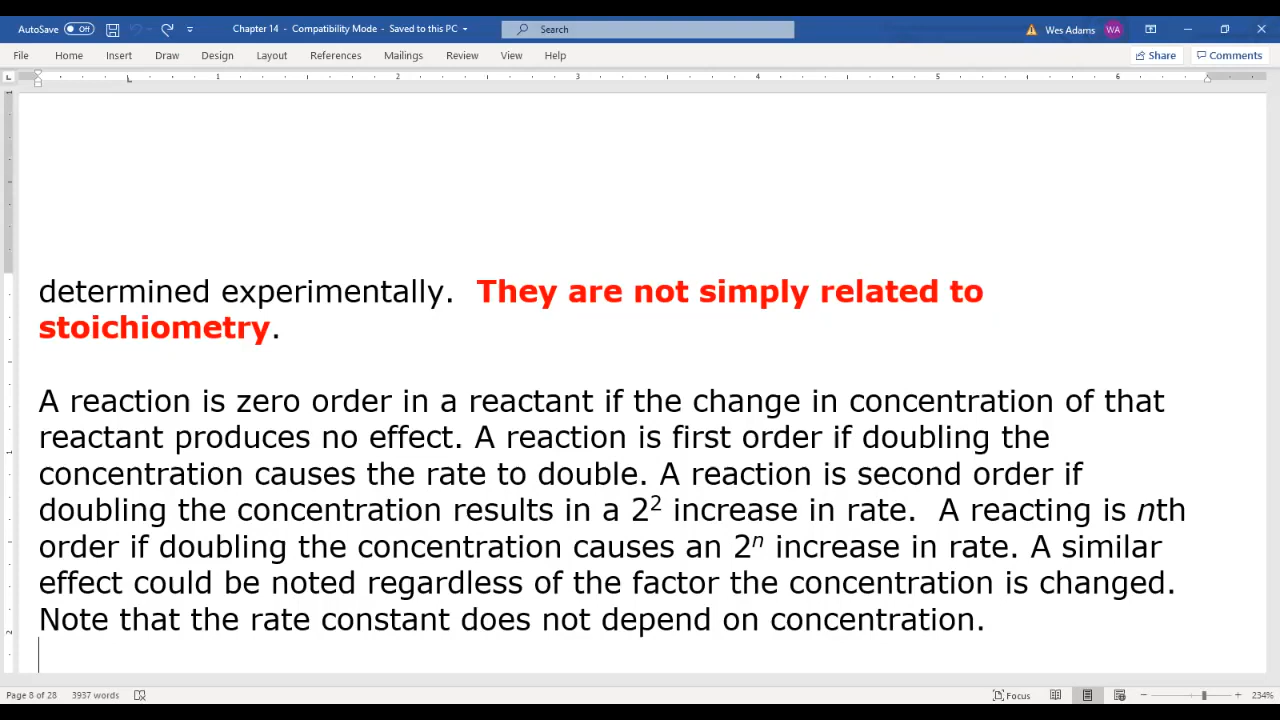 AutoSave Off Chapter 14 - Compatibility Mode - Saved to this PC Search Wes Adams WA
File Home Insert Draw Design Layout References Mailings Review View Help Share Comments
1 2 3 4 5 6
determined experimentally. They are not simply related to
stoichiometry.
A reaction is zero order in a reactant if the change in concentration of that
reactant produces no effect. A reaction is first order if doubling the
concentration causes the rate to double. A reaction is second order if
doubling the concentration results in a 2² increase in rate. A reacting is nth
order if doubling the concentration causes an 2ⁿ increase in rate. A similar
effect could be noted regardless of the factor the concentration is changed.
Note that the rate constant does not depend on concentration.
Page 8 of 28 3937 words Focus 234%